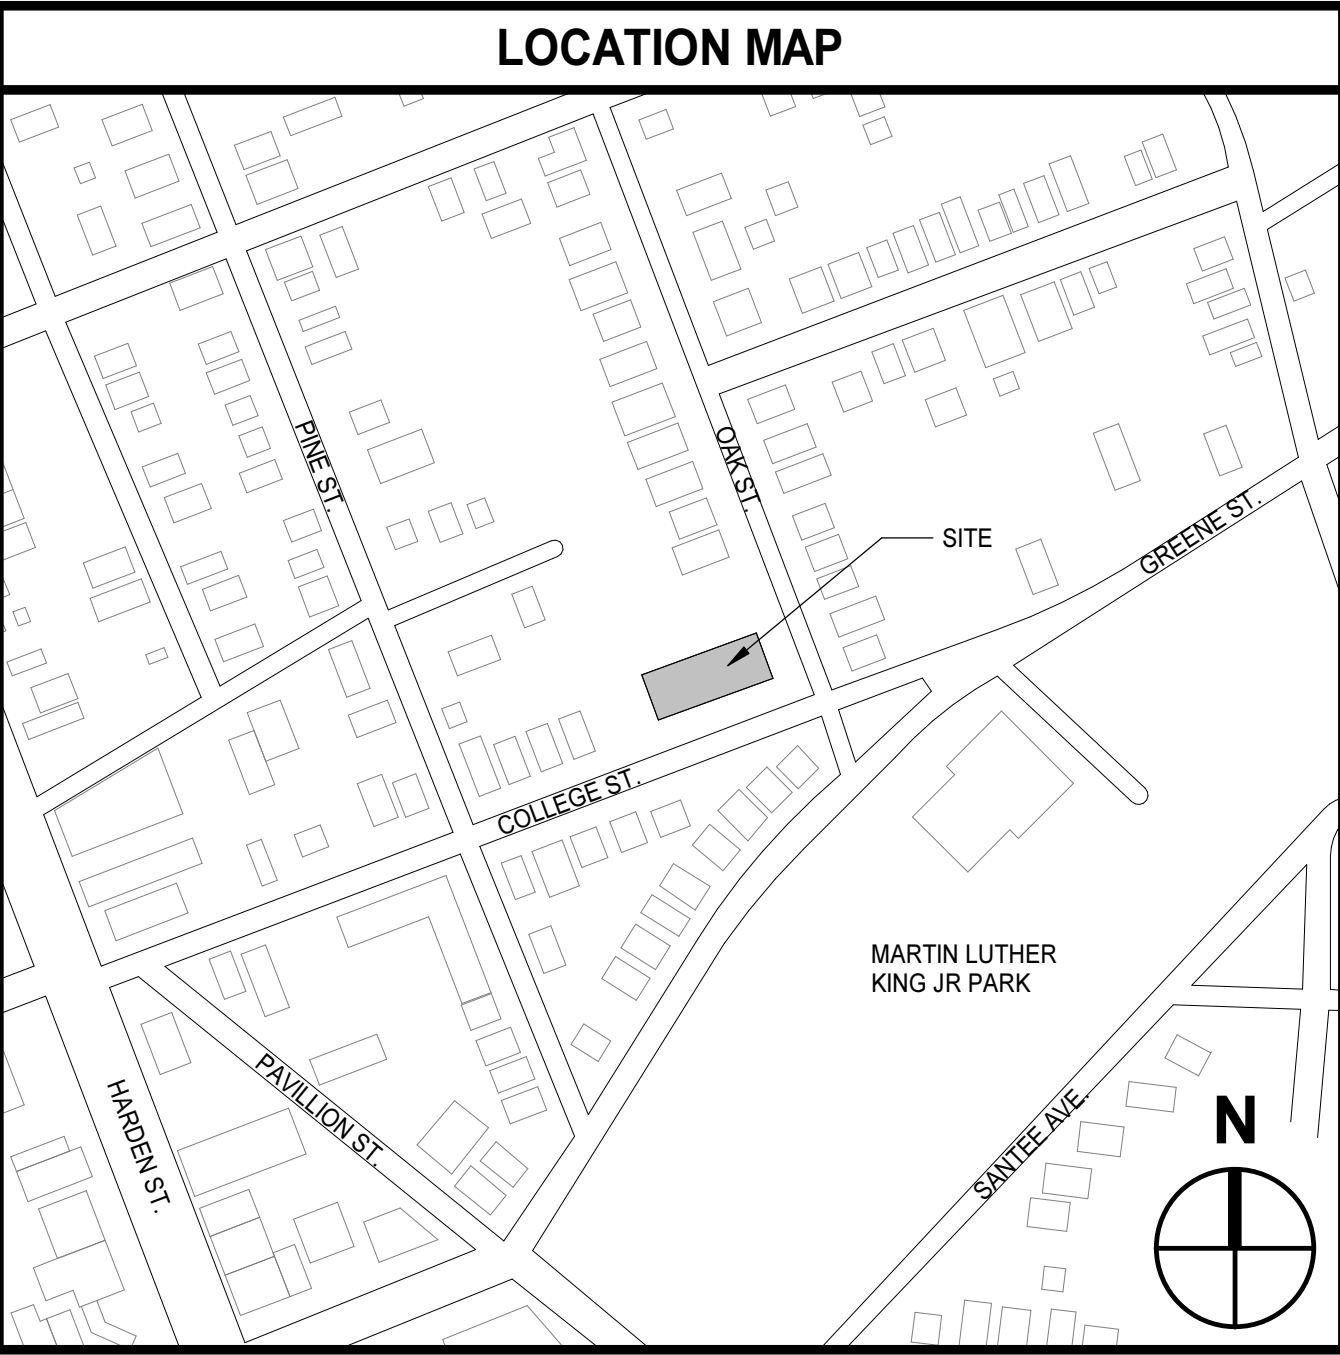 LOCATION MAP
PINE ST.
OAK ST.
SITE
GREENE ST.
COLLEGE ST.
MARTIN LUTHER
KING JR PARK
PAVILLION ST.
HARDEN ST.
SANTEE AVE.
N